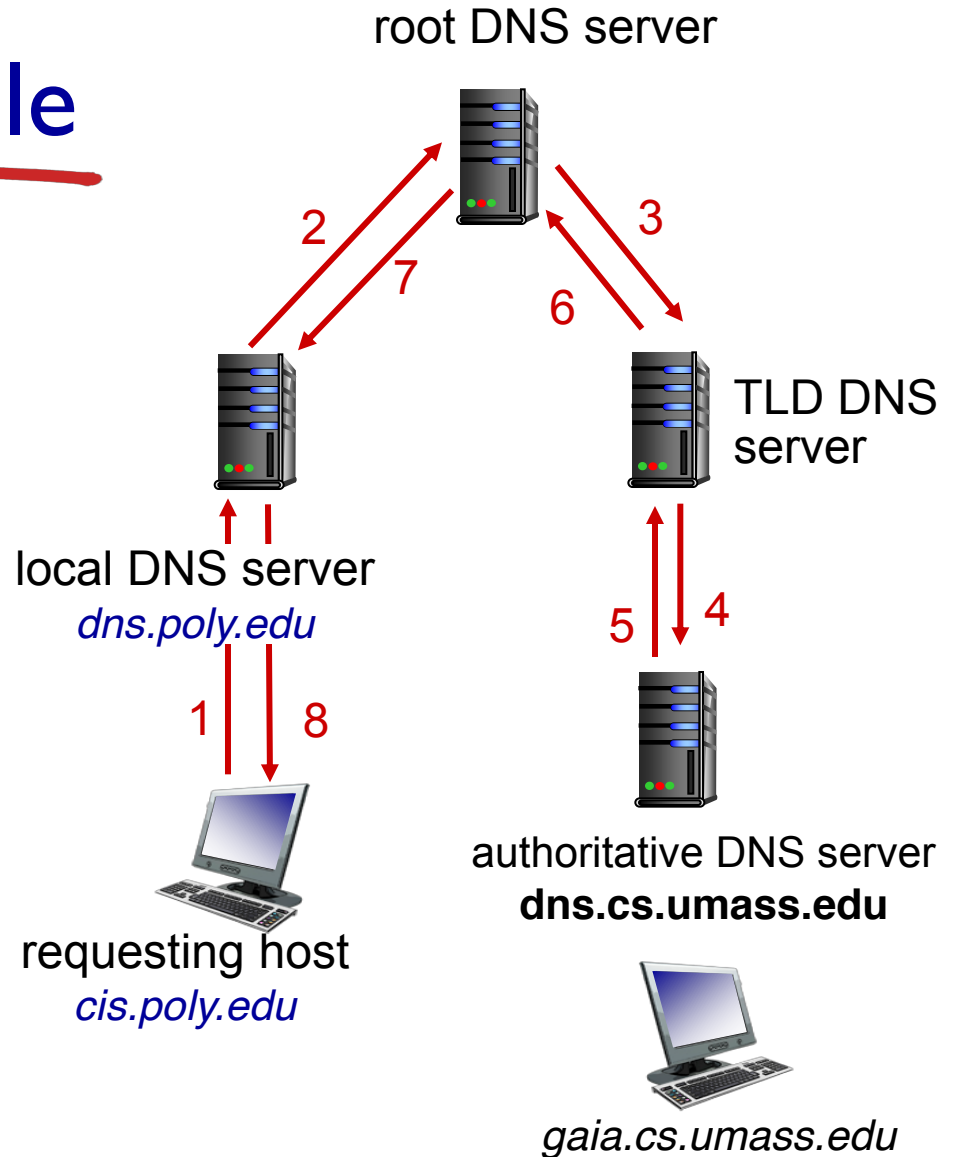 root DNS server
le
2
3
7
6
TLD DNS
server
local DNS server
dns.poly.edu
5
4
1
8
authoritative DNS server
dns.cs.umass.edu
requesting host
cis.poly.edu
gaia.cs.umass.edu